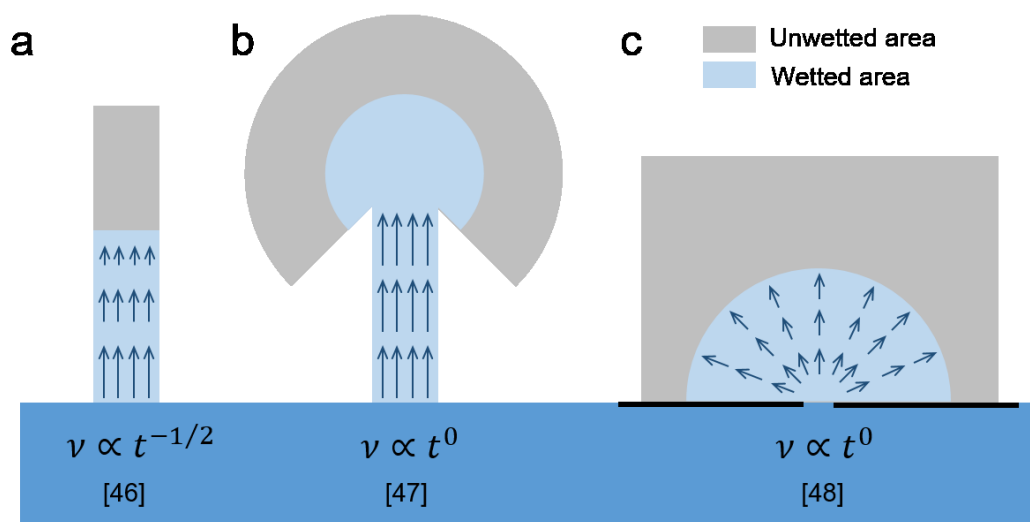 a
b
c
Unwetted area
Wetted area
ν ∝ t^{-1/2}
ν ∝ t^0
ν ∝ t^0
[46]
[47]
[48]